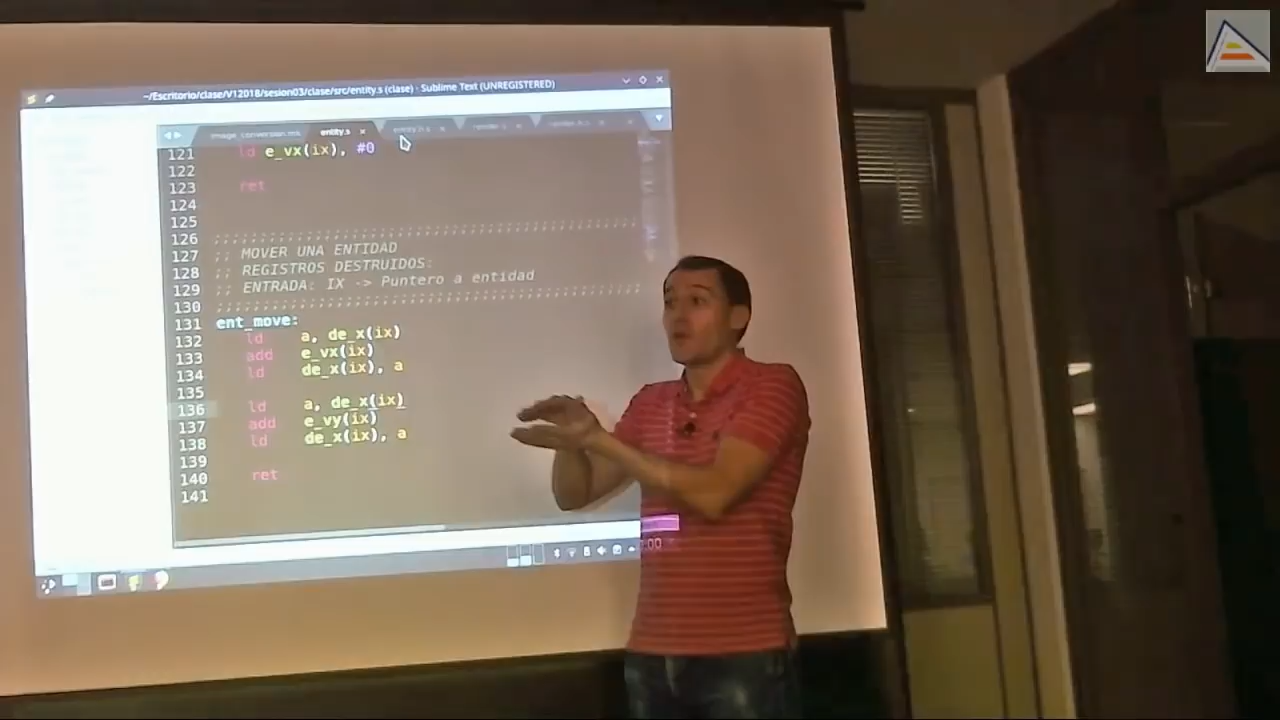 ~/Escritorio/clase/V12018/sesion03/clase/src/entity.s (clase) - Sublime Text (UNREGISTERED)
image_conversion.mk entity.s
121 ld e_vx(ix), #0
122
123 ret
124
125
126 ;;;;;;;;;;;;;;;;;;;;;;;;;;;;;;;;;;;;;;;;;;;;;;;;;;
127 ;; MOVER UNA ENTIDAD
128 ;; REGISTROS DESTRUIDOS:
129 ;; ENTRADA: IX -> Puntero a entidad
130 ;;;;;;;;;;;;;;;;;;;;;;;;;;;;;;;;;;;;;;;;;;;;;;;;;;
131 ent_move:
132 ld a, de_x(ix)
133 add e_vx(ix)
134 ld de_x(ix), a
135
136 ld a, de_x(ix)
137 add e_vy(ix)
138 ld de_x(ix), a
139
140 ret
141